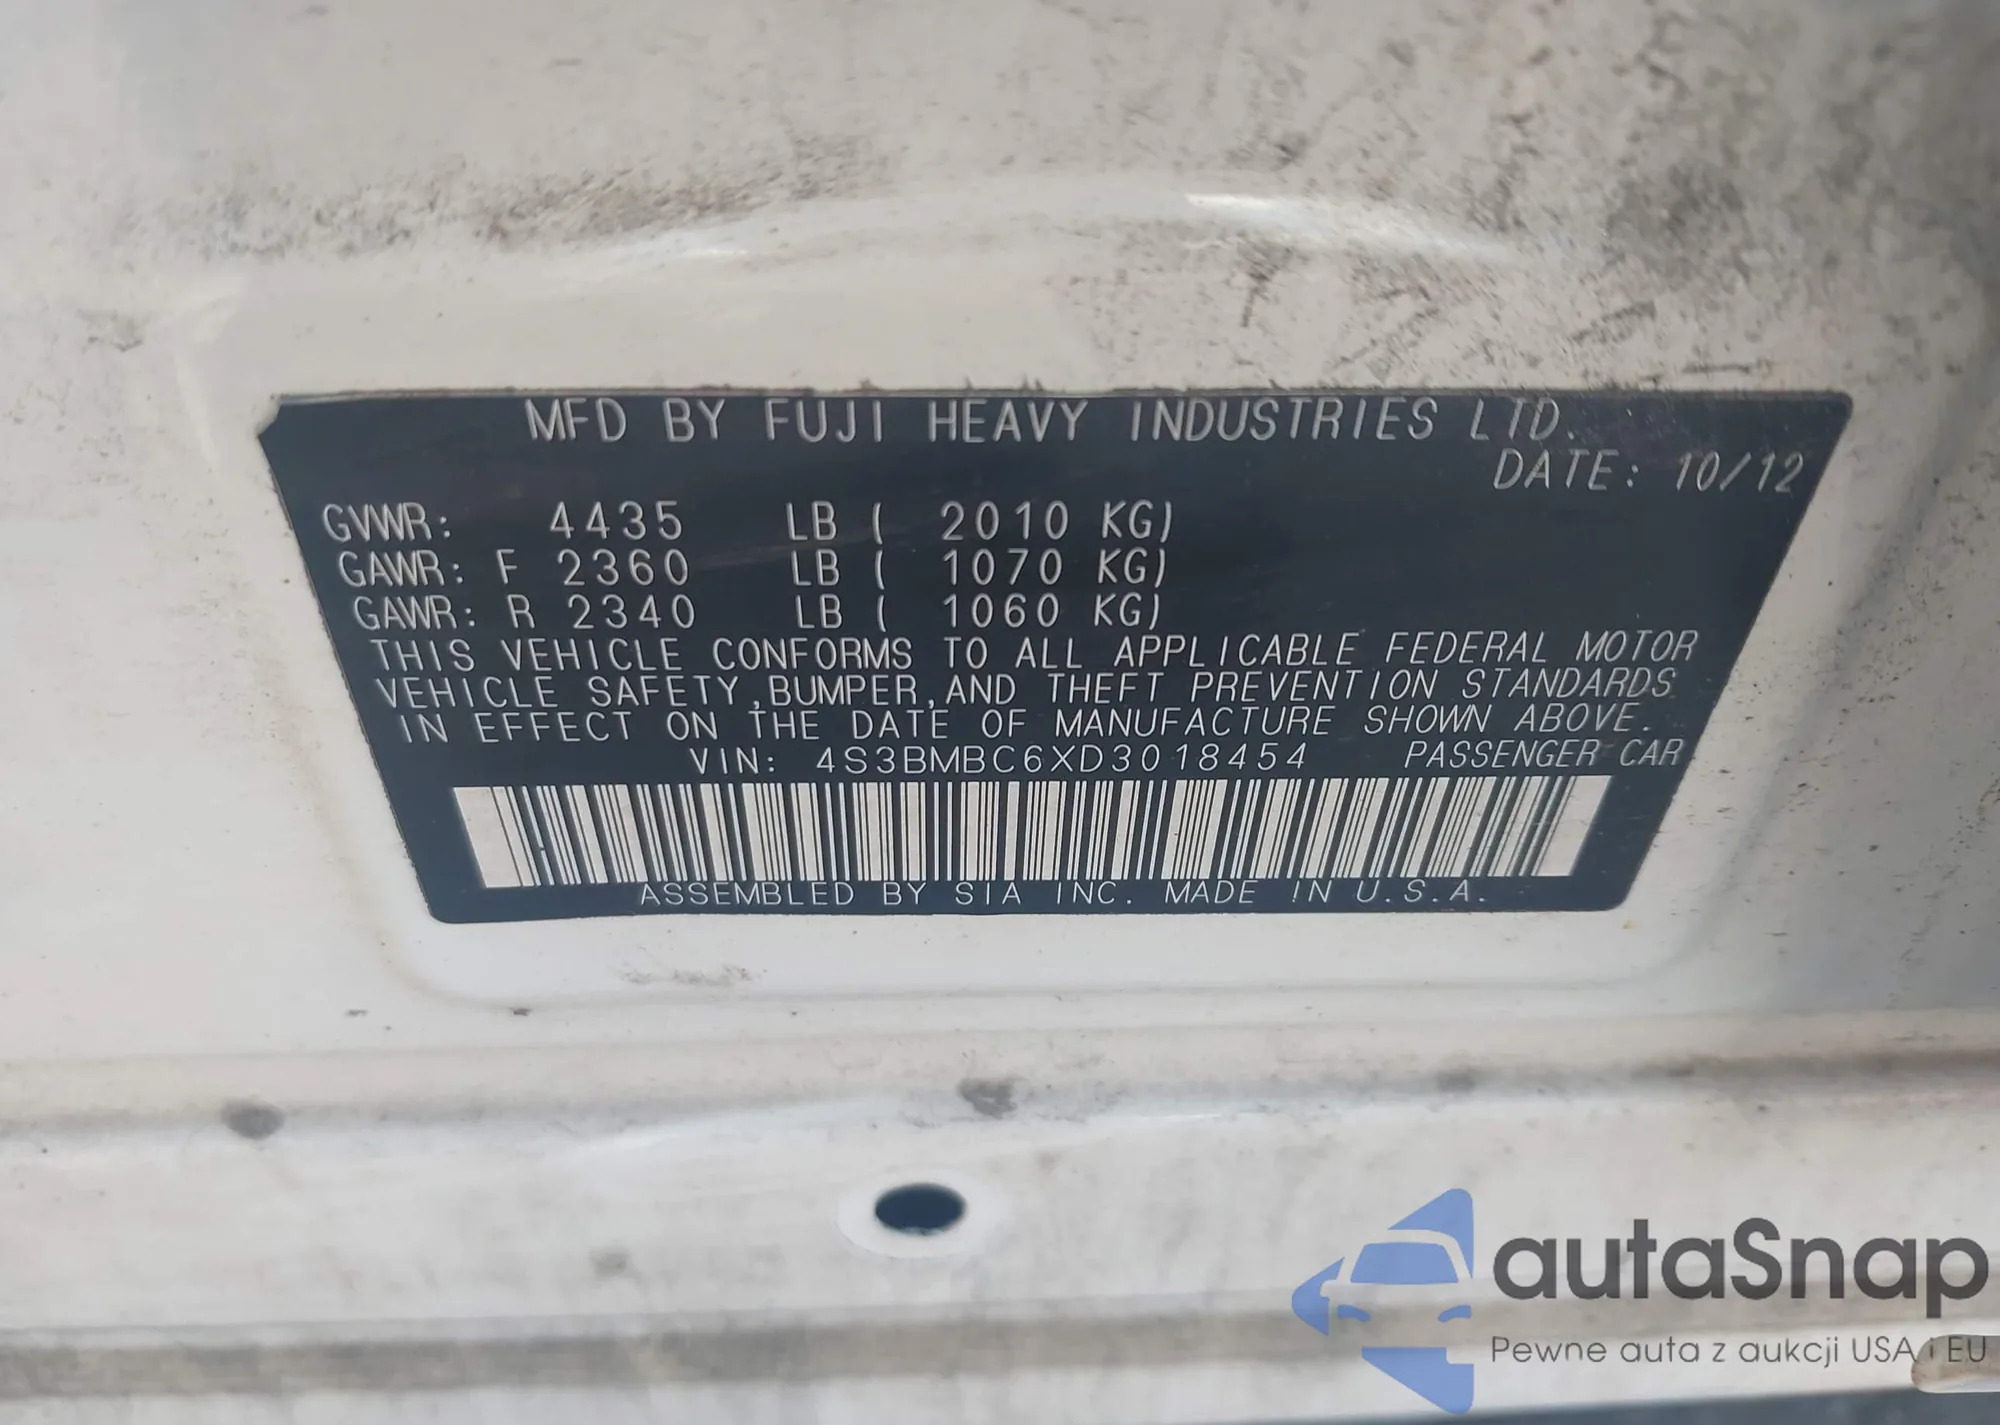 MFD BY FUJI HEAVY INDUSTRIES LTD.
DATE: 10/12
GVWR: 4435 LB ( 2010 KG)
GAWR: F 2360 LB ( 1070 KG)
GAWR: R 2340 LB ( 1060 KG)
THIS VEHICLE CONFORMS TO ALL APPLICABLE FEDERAL MOTOR
VEHICLE SAFETY,BUMPER,AND THEFT PREVENTION STANDARDS
IN EFFECT ON THE DATE OF MANUFACTURE SHOWN ABOVE.
VIN: 4S3BMBC6XD3018454 PASSENGER CAR
ASSEMBLED BY SIA INC. MADE IN U.S.A.
autaSnap
Pewne auta z aukcji USA i EU